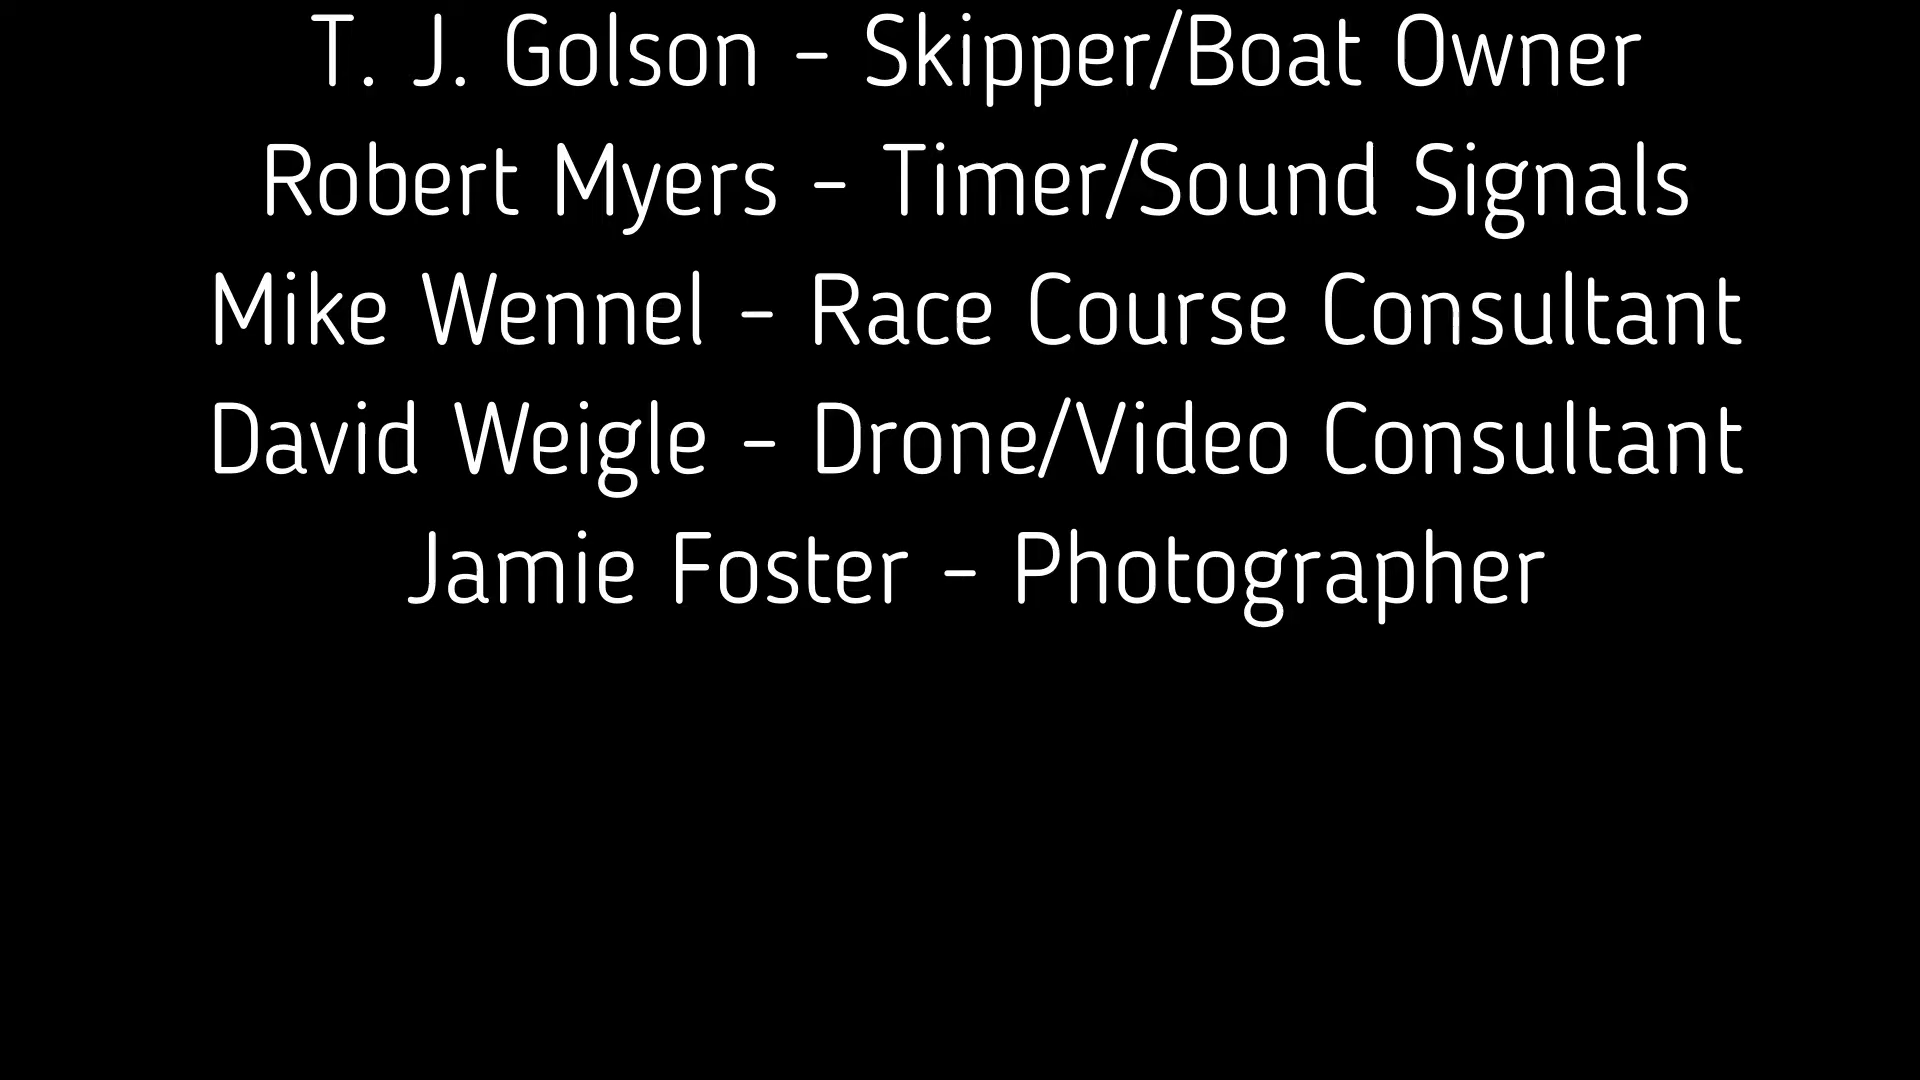 T. J. Golson - Skipper/Boat Owner
Robert Myers - Timer/Sound Signals
Mike Wennel - Race Course Consultant
David Weigle - Drone/Video Consultant
Jamie Foster - Photographer